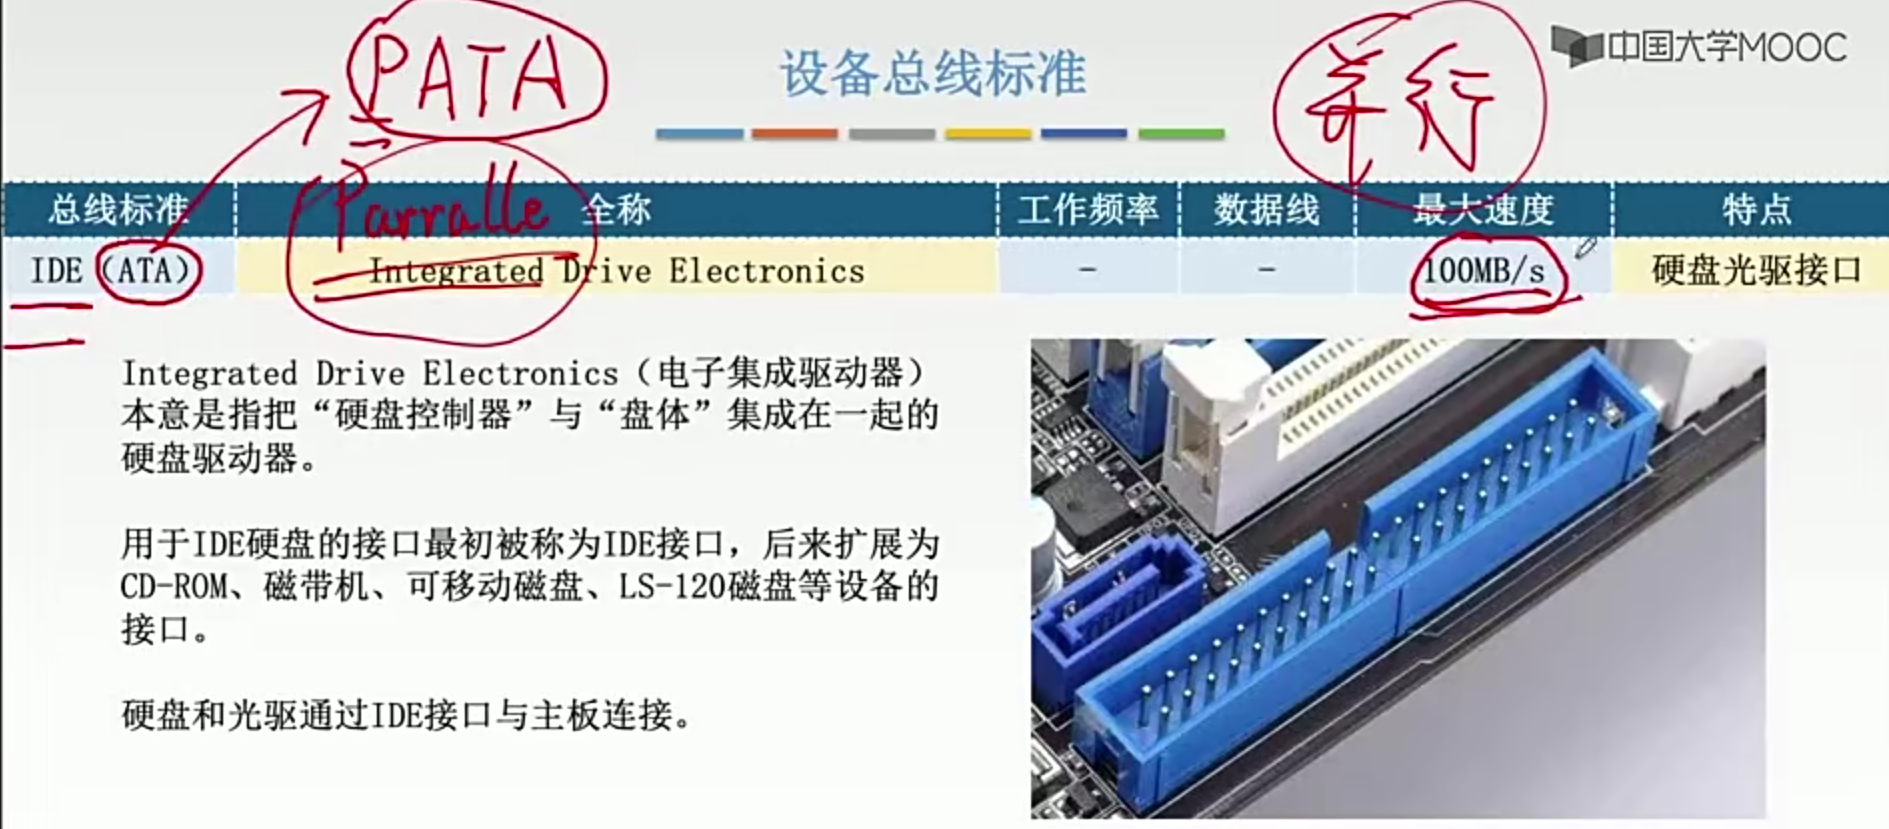 PATA
设备总线标准
并行
中国大学MOOC
Parralle
总线标准 全称 工作频率 数据线 最大速度 特点
IDE（ATA） Integrated Drive Electronics - - 100MB/s 硬盘光驱接口
Integrated Drive Electronics（电子集成驱动器）
本意是指把“硬盘控制器”与“盘体”集成在一起的
硬盘驱动器。
用于IDE硬盘的接口最初被称为IDE接口，后来扩展为
CD-ROM、磁带机、可移动磁盘、LS-120磁盘等设备的
接口。
硬盘和光驱通过IDE接口与主板连接。